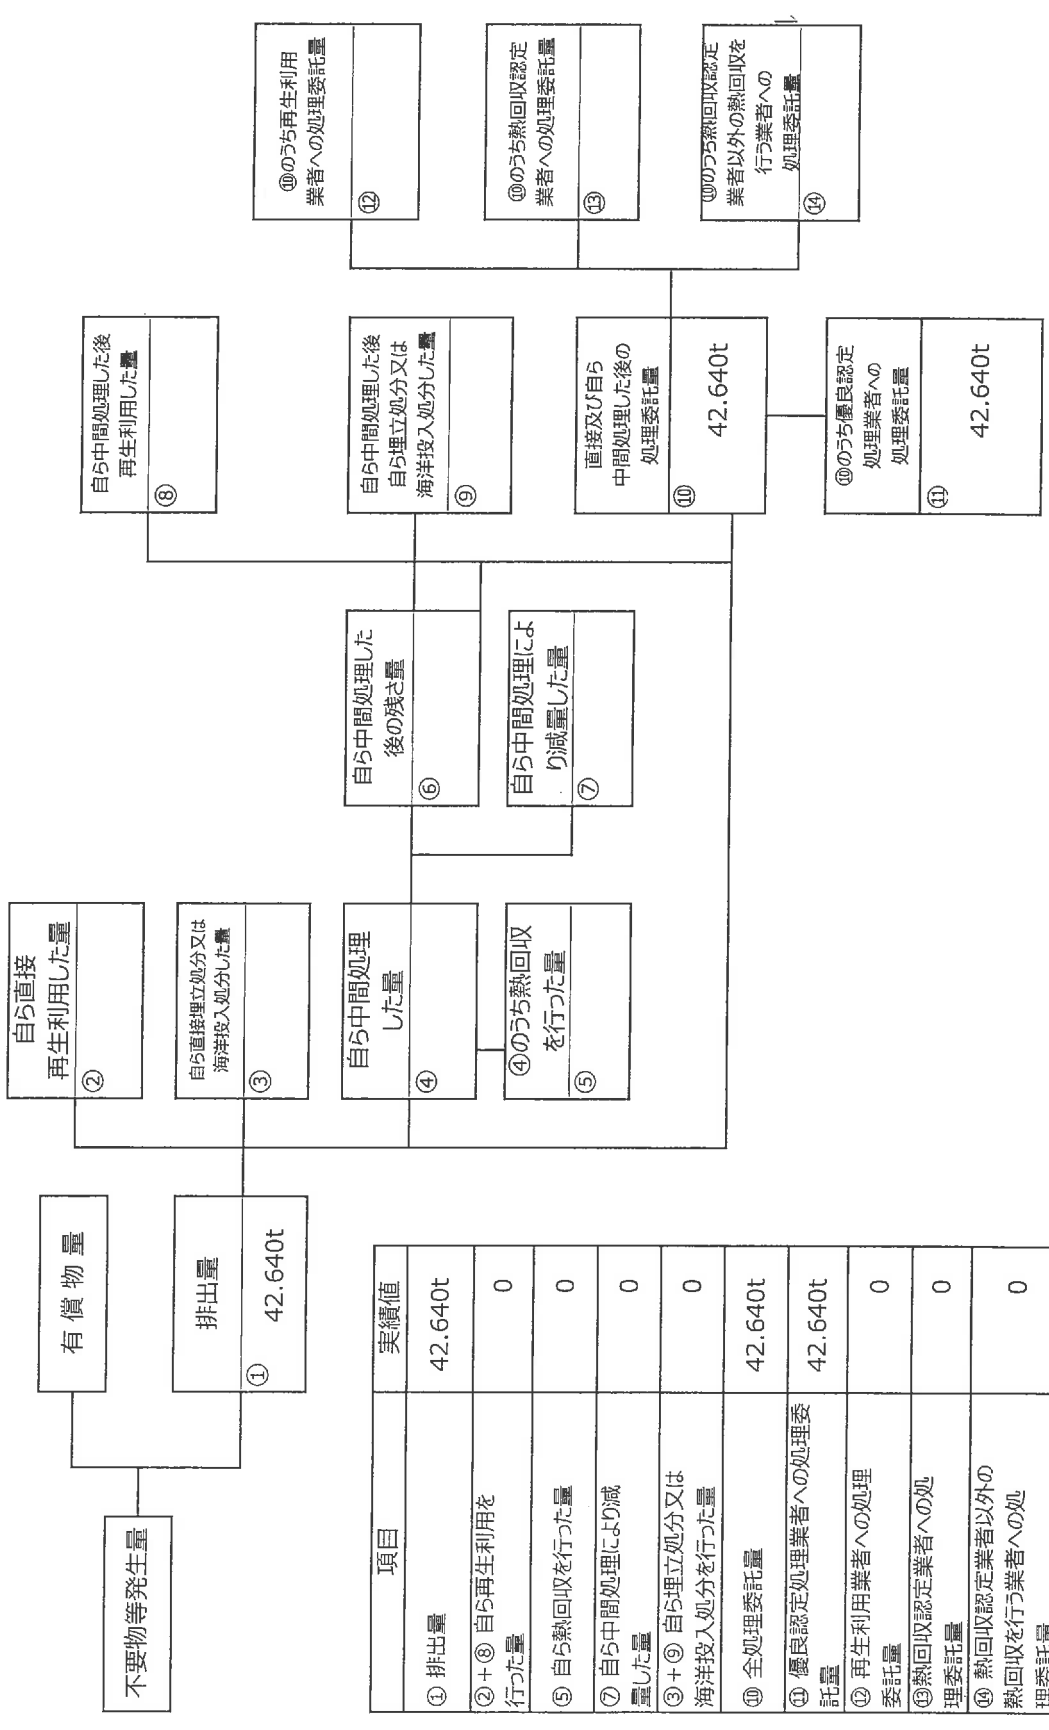 不要物等発生量
有償物量
排出量
①
42.640t
自ら直接
再生利用した量
②
自ら直接埋立処分又は
海洋投入処分した量
③
自ら中間処理
した量
④
④のうち熱回収
を行った量
⑤
自ら中間処理した
後の残さ量
⑥
自ら中間処理によ
り減量した量
⑦
自ら中間処理した後
再生利用した量
⑧
自ら中間処理した後
自ら埋立処分又は
海洋投入処分した量
⑨
直接及び自ら
中間処理した後の
処理委託量
⑩
42.640t
⑩のうち優良認定
処理業者への
処理委託量
⑪
42.640t
⑩のうち再生利用
業者への処理委託量
⑫
⑩のうち熱回収認定
業者への処理委託量
⑬
⑩のうち熱回収認定
業者以外の熱回収を
行う業者への
処理委託量
⑭
項目 実績値
① 排出量 42.640t
②+⑧ 自ら再生利用を
行った量 0
⑤ 自ら熱回収を行った量 0
⑦ 自ら中間処理により減
量した量 0
③+⑨ 自ら埋立処分又は
海洋投入処分を行った量 0
⑩ 全処理委託量 42.640t
⑪ 優良認定処理業者への処理委
託量 42.640t
⑫ 再生利用業者への処理
委託量 0
⑬熱回収認定業者への処
理委託量 0
⑭ 熱回収認定業者以外の
熱回収を行う業者への処
理委託量 0